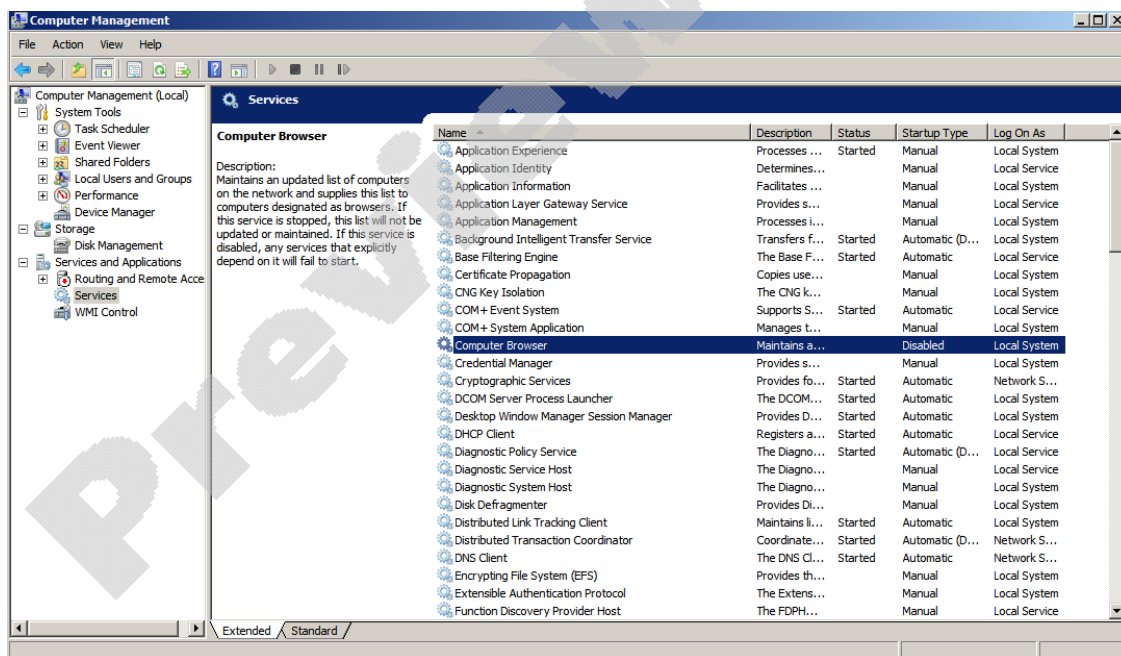 Computer Management
File Action View Help
Computer Management (Local)
System Tools
Task Scheduler
Event Viewer
Shared Folders
Local Users and Groups
Performance
Device Manager
Storage
Disk Management
Services and Applications
Routing and Remote Acce
Services
WMI Control
Services
Computer Browser
Description:
Maintains an updated list of computers
on the network and supplies this list to
computers designated as browsers. If
this service is stopped, this list will not be
updated or maintained. If this service is
disabled, any services that explicitly
depend on it will fail to start.
Name Description Status Startup Type Log On As
Application Experience Processes ... Started Manual Local System
Application Identity Determines... Manual Local Service
Application Information Facilitates ... Manual Local System
Application Layer Gateway Service Provides s... Manual Local Service
Application Management Processes i... Manual Local System
Background Intelligent Transfer Service Transfers f... Started Automatic (D... Local System
Base Filtering Engine The Base F... Started Automatic Local Service
Certificate Propagation Copies use... Manual Local System
CNG Key Isolation The CNG k... Manual Local System
COM+ Event System Supports S... Started Automatic Local Service
COM+ System Application Manages t... Manual Local System
Computer Browser Maintains a... Disabled Local System
Credential Manager Provides s... Manual Local System
Cryptographic Services Provides fo... Started Automatic Network S...
DCOM Server Process Launcher The DCOM... Started Automatic Local System
Desktop Window Manager Session Manager Provides D... Started Automatic Local System
DHCP Client Registers a... Started Automatic Local Service
Diagnostic Policy Service The Diagno... Started Automatic (D... Local Service
Diagnostic Service Host The Diagno... Manual Local Service
Diagnostic System Host The Diagno... Manual Local System
Disk Defragmenter Provides Di... Manual Local System
Distributed Link Tracking Client Maintains li... Started Automatic Local System
Distributed Transaction Coordinator Coordinate... Started Automatic (D... Network S...
DNS Client The DNS Cl... Started Automatic Network S...
Encrypting File System (EFS) Provides th... Manual Local System
Extensible Authentication Protocol The Extens... Manual Local System
Function Discovery Provider Host The FDPH... Manual Local Service
Extended Standard
Preview